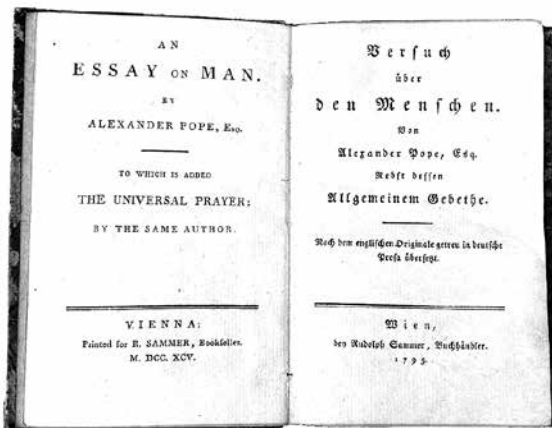 AN
ESSAY ON MAN.
BY
ALEXANDER POPE, Esq.
TO WHICH IS ADDED
THE UNIVERSAL PRAYER;
BY THE SAME AUTHOR.
VIENNA:
Printed for R. SAMMER, Bookseller.
M. DCC. XCV.
Versuch
über
den Menschen.
Von
Alexander Pope, Esq.
Nebst dessen
Allgemeinem Gebethe.
Nach dem englischen Originale getreu in deutsche
Prosa übersetzt.
Wien,
bey Rudolph Sammer, Buchhändler.
1795